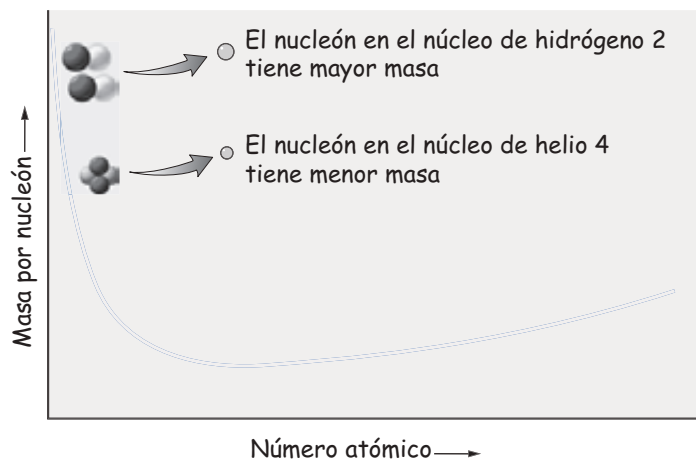 El nucleón en el núcleo de hidrógeno 2
tiene mayor masa
El nucleón en el núcleo de helio 4
tiene menor masa
Masa por nucleón
Número atómico